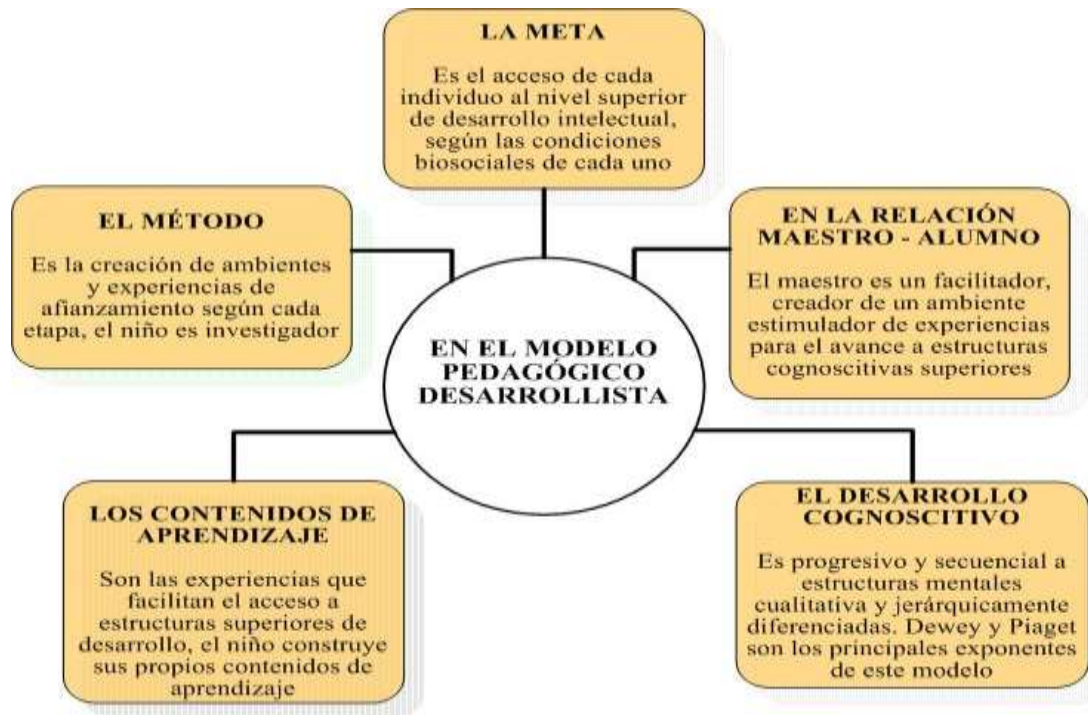 LA META
Es el acceso de cada
individuo al nivel superior
de desarrollo intelectual,
según las condiciones
biosociales de cada uno
EL MÉTODO
Es la creación de ambientes
y experiencias de
afianzamiento según cada
etapa, el niño es investigador
EN LA RELACIÓN
MAESTRO - ALUMNO
El maestro es un facilitador,
creador de un ambiente
estimulador de experiencias
para el avance a estructuras
cognoscitivas superiores
EN EL MODELO
PEDAGÓGICO
DESARROLLISTA
LOS CONTENIDOS DE
APRENDIZAJE
Son las experiencias que
facilitan el acceso a
estructuras superiores de
desarrollo, el niño construye
sus propios contenidos de
aprendizaje
EL DESARROLLO
COGNOSCITIVO
Es progresivo y secuencial a
estructuras mentales
cualitativa y jerárquicamente
diferenciadas. Dewey y Piaget
son los principales exponentes
de este modelo